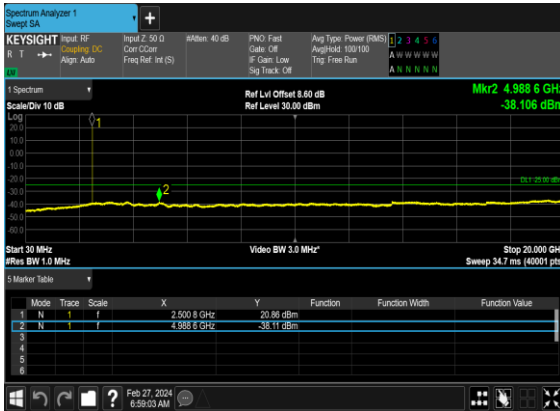 Spectrum Analyzer 1
Swept SA
+
KEYSIGHT
R T
Input: RF
Coupling: DC
Align: Auto
Input Z: 50 Ω
Corr CCorr
Freq Ref: Int (S)
#Atten: 40 dB
PNO: Fast
Gate: Off
IF Gain: Low
Sig Track: Off
Avg Type: Power (RMS)
Avg|Hold: 100/100
Trig: Free Run
1 2 3 4 5 6
A W W W W W
A N N N N N
1 Spectrum
Scale/Div 10 dB
Ref Lvl Offset 8.60 dB
Ref Level 30.00 dBm
Mkr2 4.988 6 GHz
-38.106 dBm
Log
20.0
10.0
0.00
-10.0
-20.0
-30.0
-40.0
-50.0
-60.0
1
2
DL1 -25.00 dBm
Start 30 MHz
#Res BW 1.0 MHz
Video BW 3.0 MHz*
Stop 20.000 GHz
Sweep 34.7 ms (40001 pts)
5 Marker Table
Mode Trace Scale X Y Function Function Width Function Value
1 N 1 f 2.500 8 GHz 20.86 dBm
2 N 1 f 4.988 6 GHz -38.11 dBm
3
4
5
6
?
Feb 27, 2024
6:59:03 AM